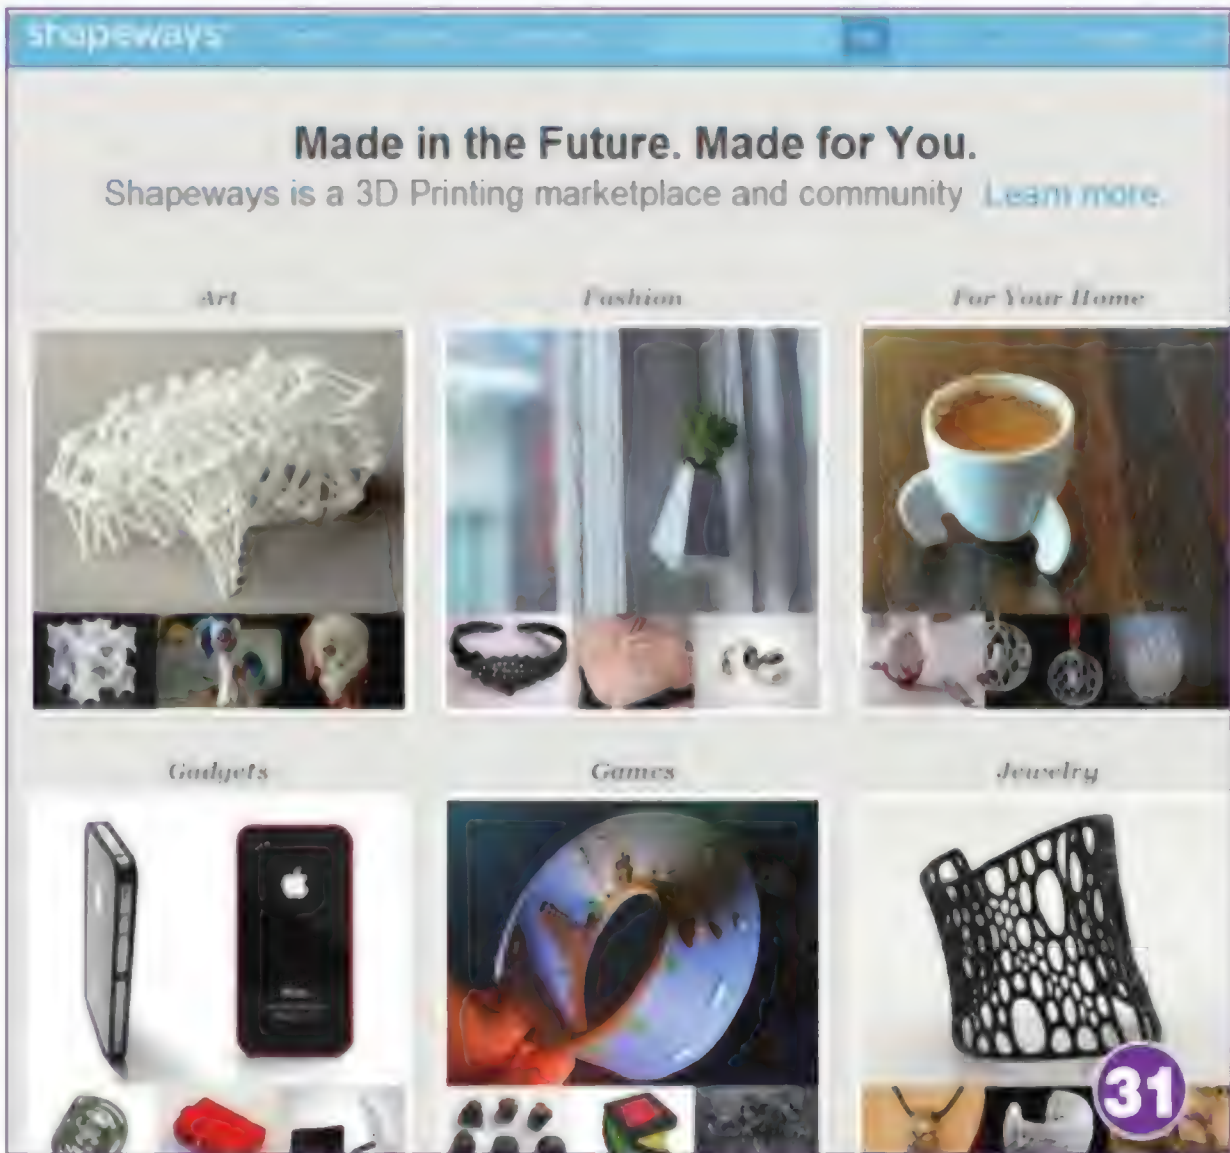 shapeways
Made in the Future. Made for You.
Shapeways is a 3D Printing marketplace and community Learn more.
Art
Fashion
For Your Home
Gadgets
Games
Jewelry
31